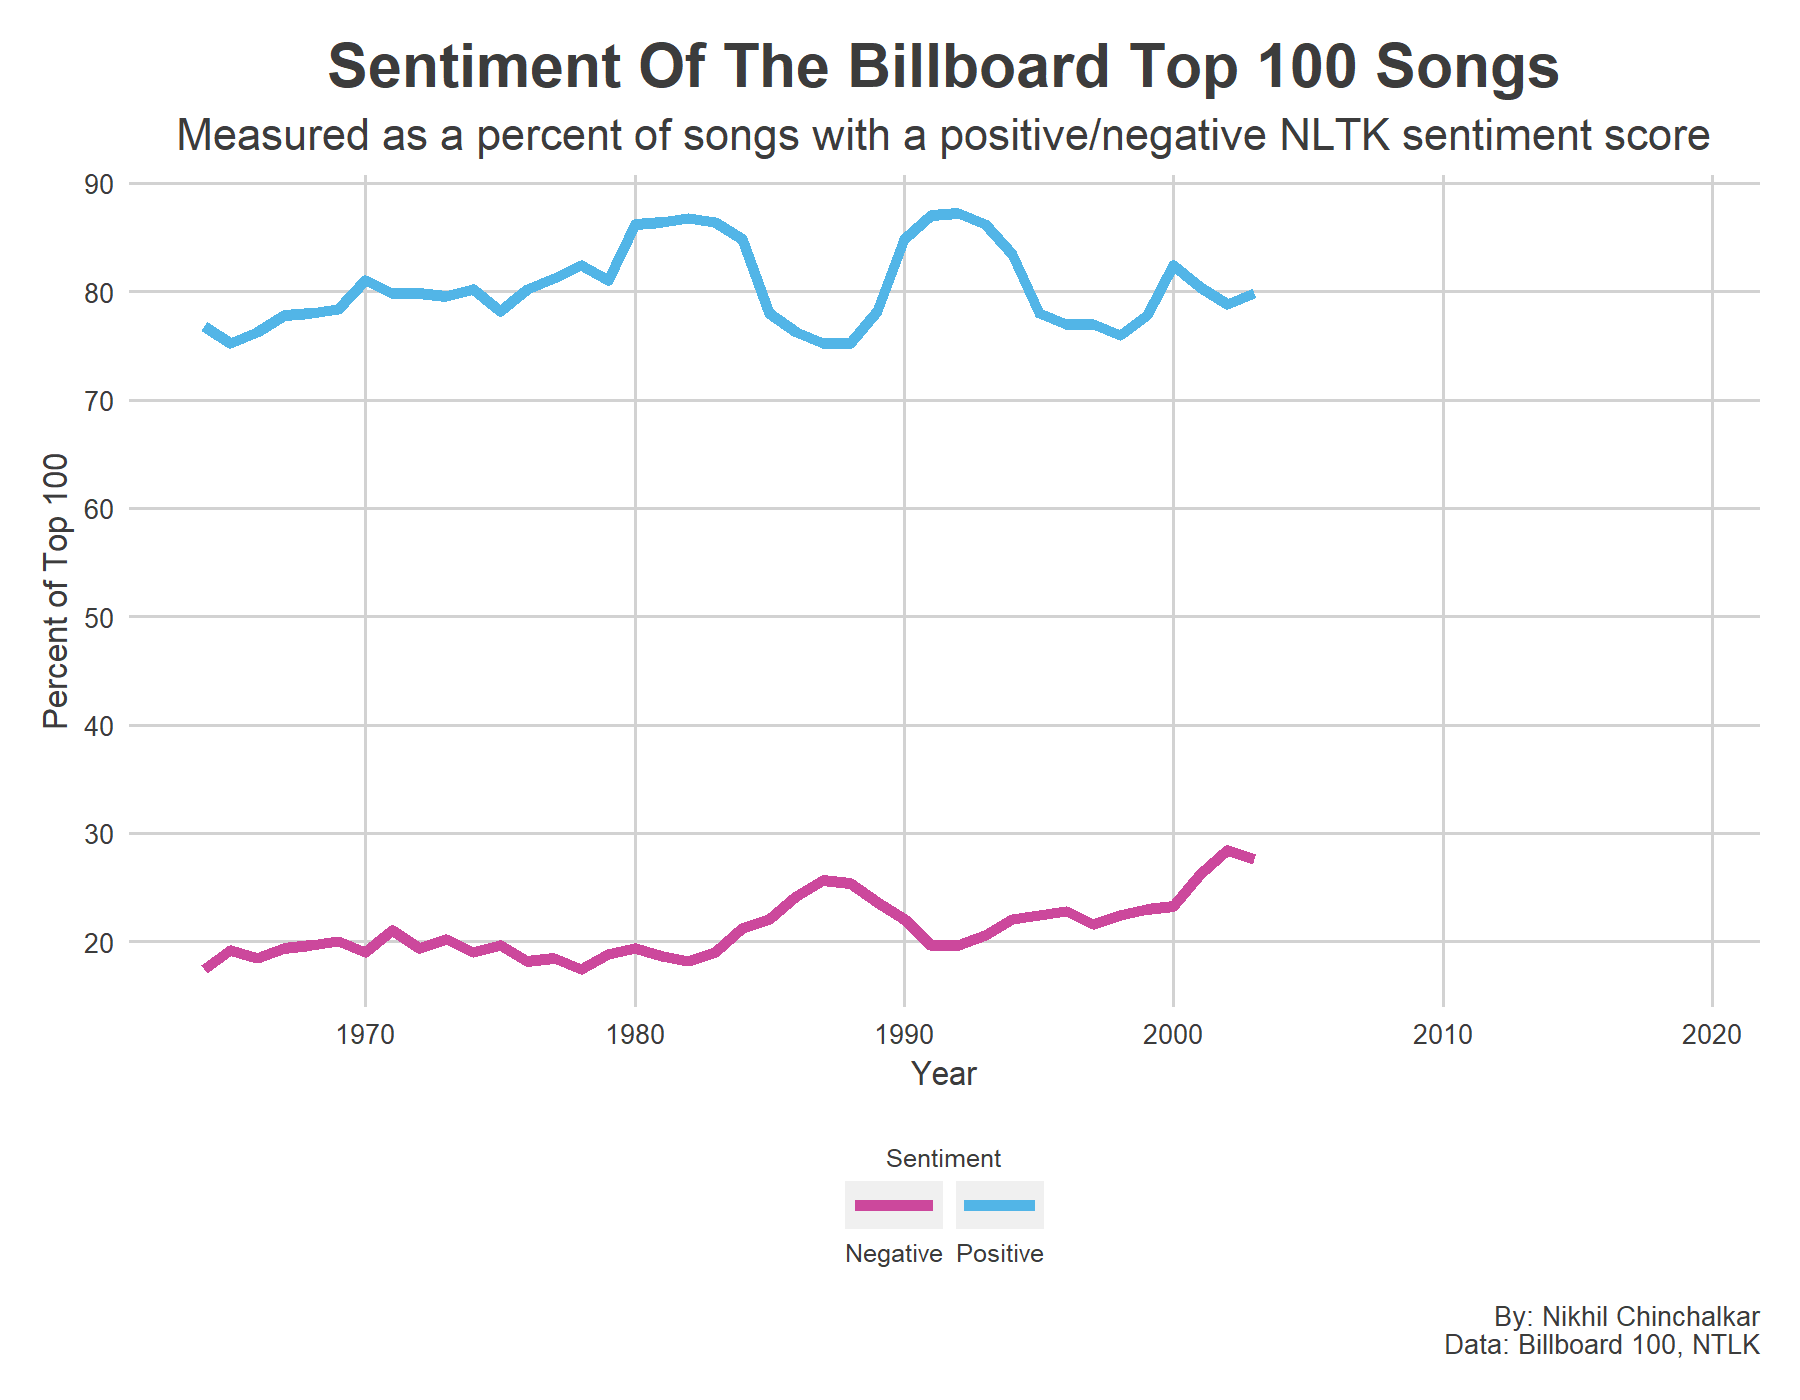 Sentiment Of The Billboard Top 100 Songs
Measured as a percent of songs with a positive/negative NLTK sentiment score
90
80
70
60
50
40
30
20
Percent of Top 100
1970 1980 1990 2000 2010 2020
Year
Sentiment
Negative Positive
By: Nikhil Chinchalkar
Data: Billboard 100, NTLK